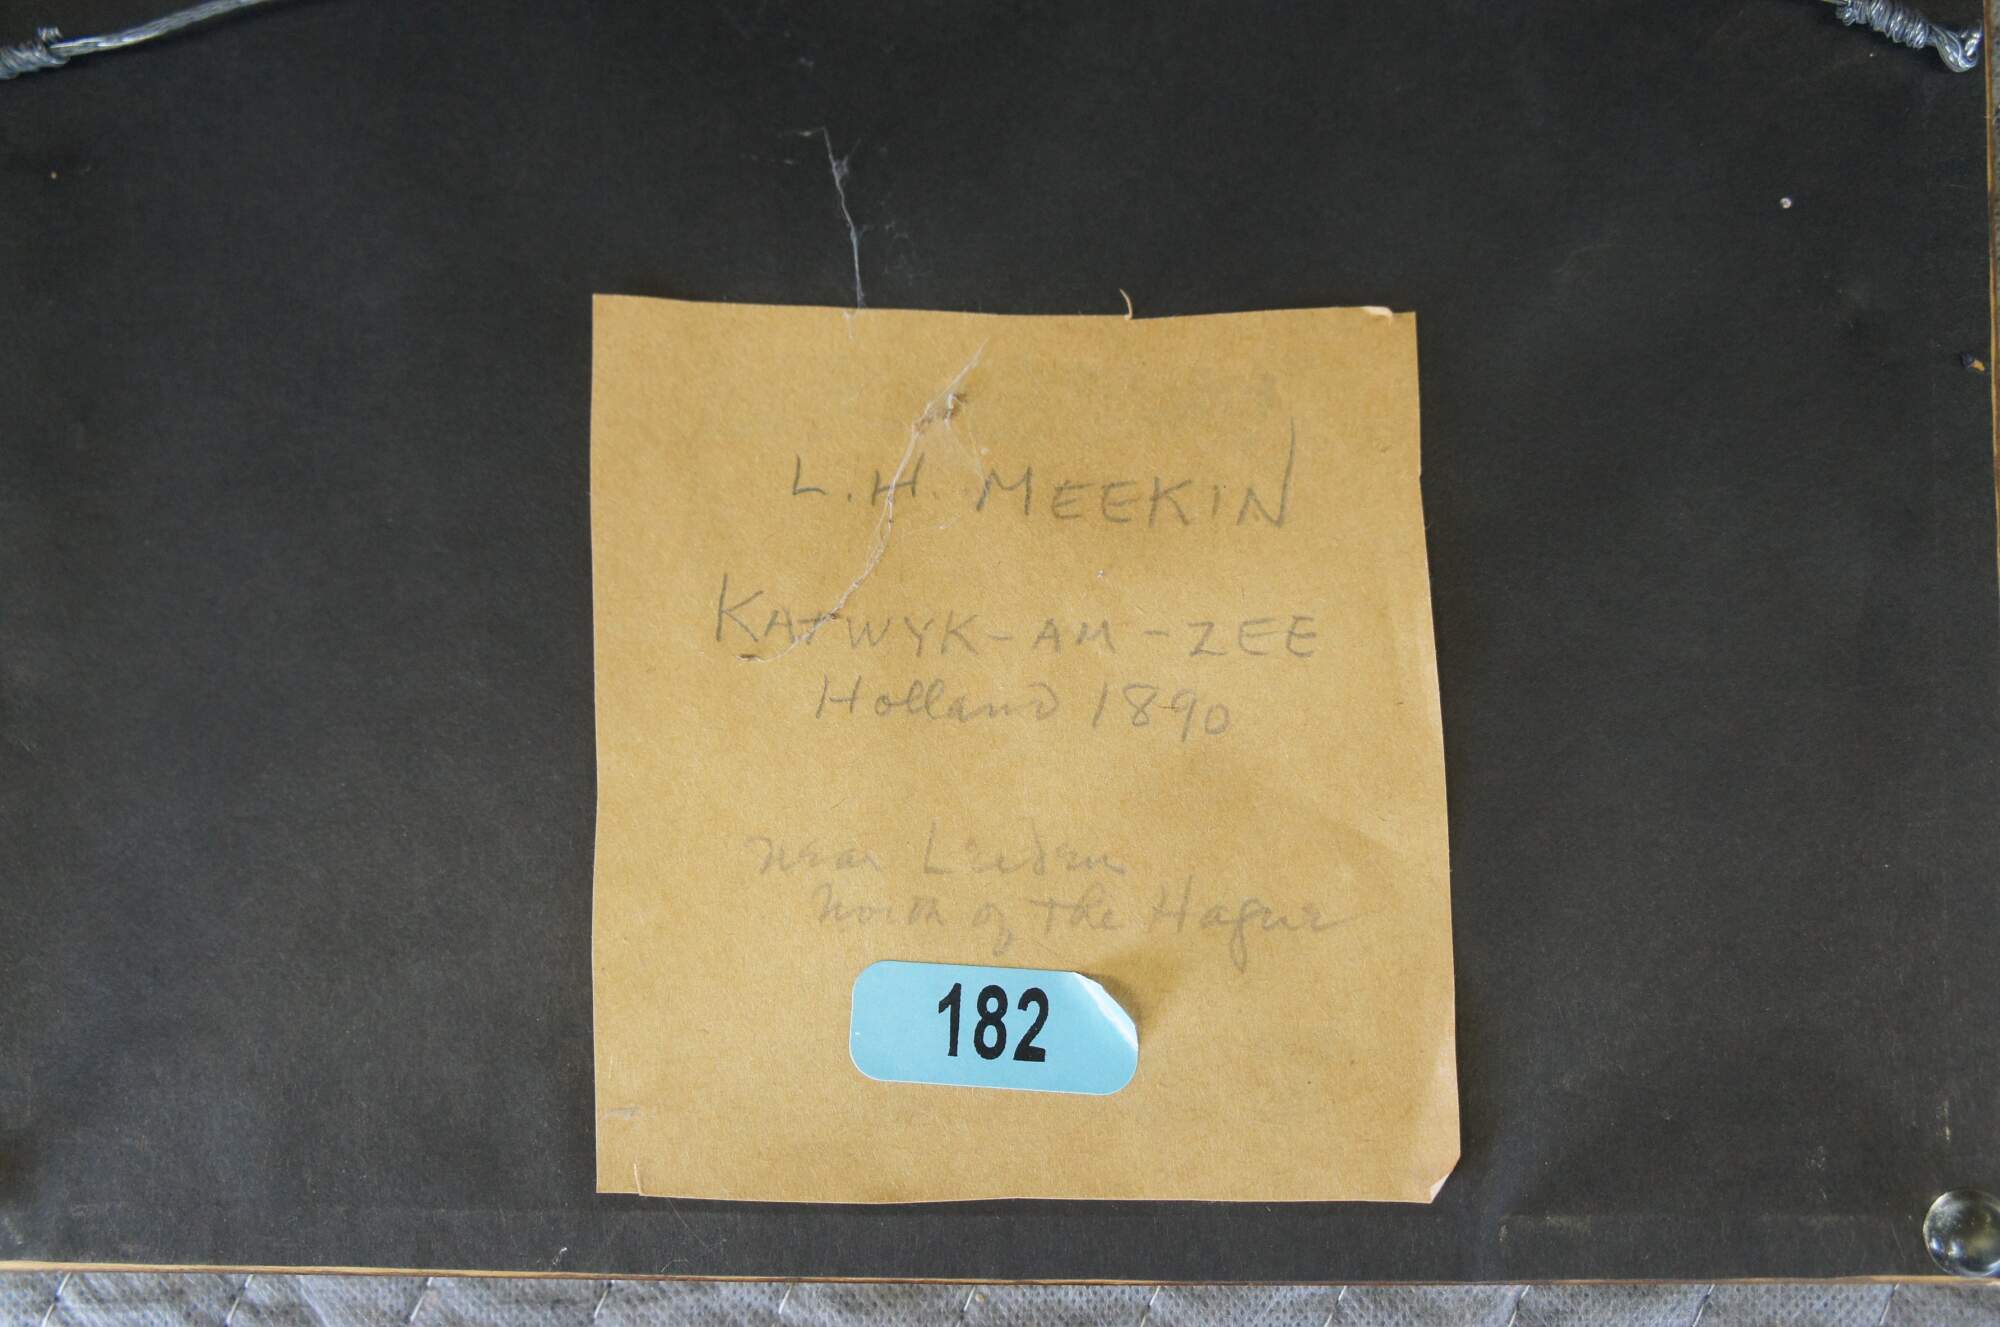 L.H. MEEKIN
KATWYK-AM-ZEE
Holland 1890
near Leiden
North of The Hague
182